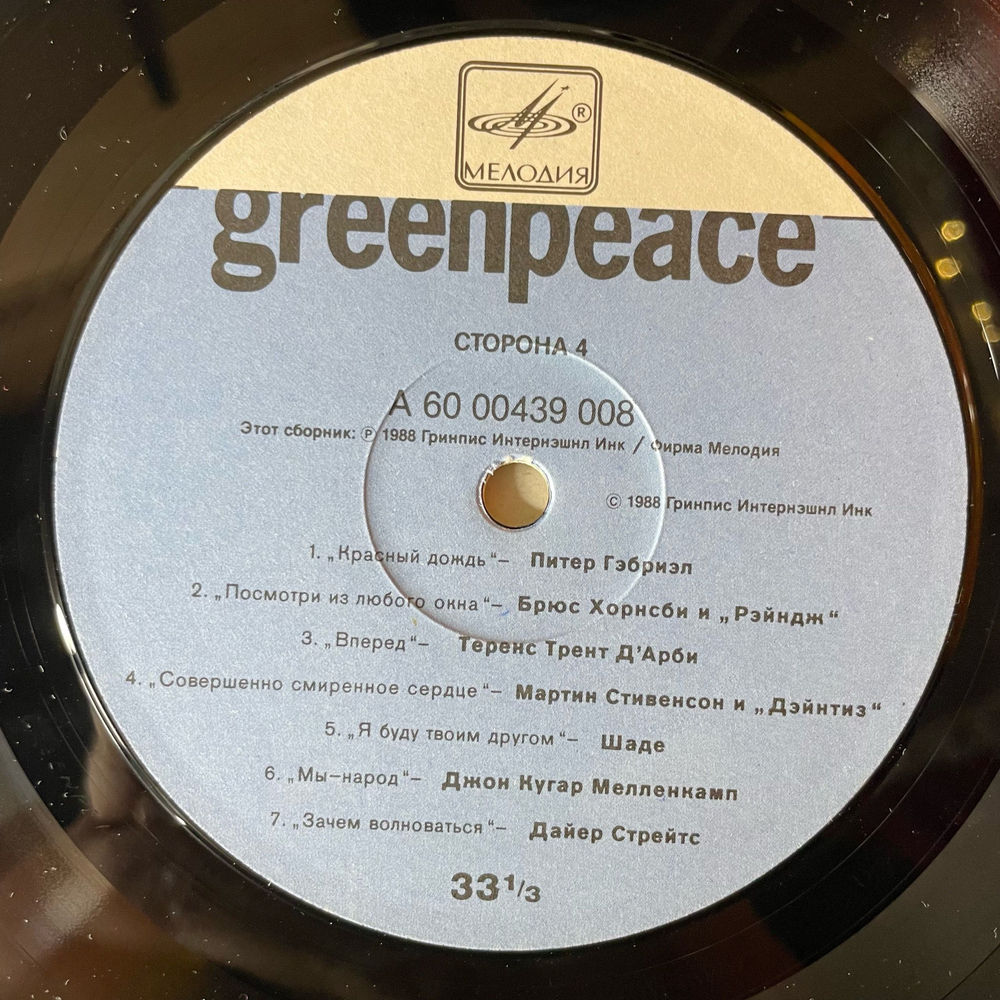 ®
МЕЛОДИЯ
greenpeace
СТОРОНА 4
А 60 00439 008
Этот сборник: Ⓟ 1988 Гринпис Интернэшнл Инк / Фирма Мелодия
© 1988 Гринпис Интернэшнл Инк
1. „Красный дождь“– Питер Гэбриэл
2. „Посмотри из любого окна“– Брюс Хорнсби и „Рэйндж“
3. „Вперед“– Теренс Трент Д’Арби
4. „Совершенно смиренное сердце“– Мартин Стивенсон и „Дэйнтиз“
5. „Я буду твоим другом“– Шаде
6. „Мы–народ“– Джон Кугар Мелленкамп
7. „Зачем волноваться“– Дайер Стрейтс
33 1/3